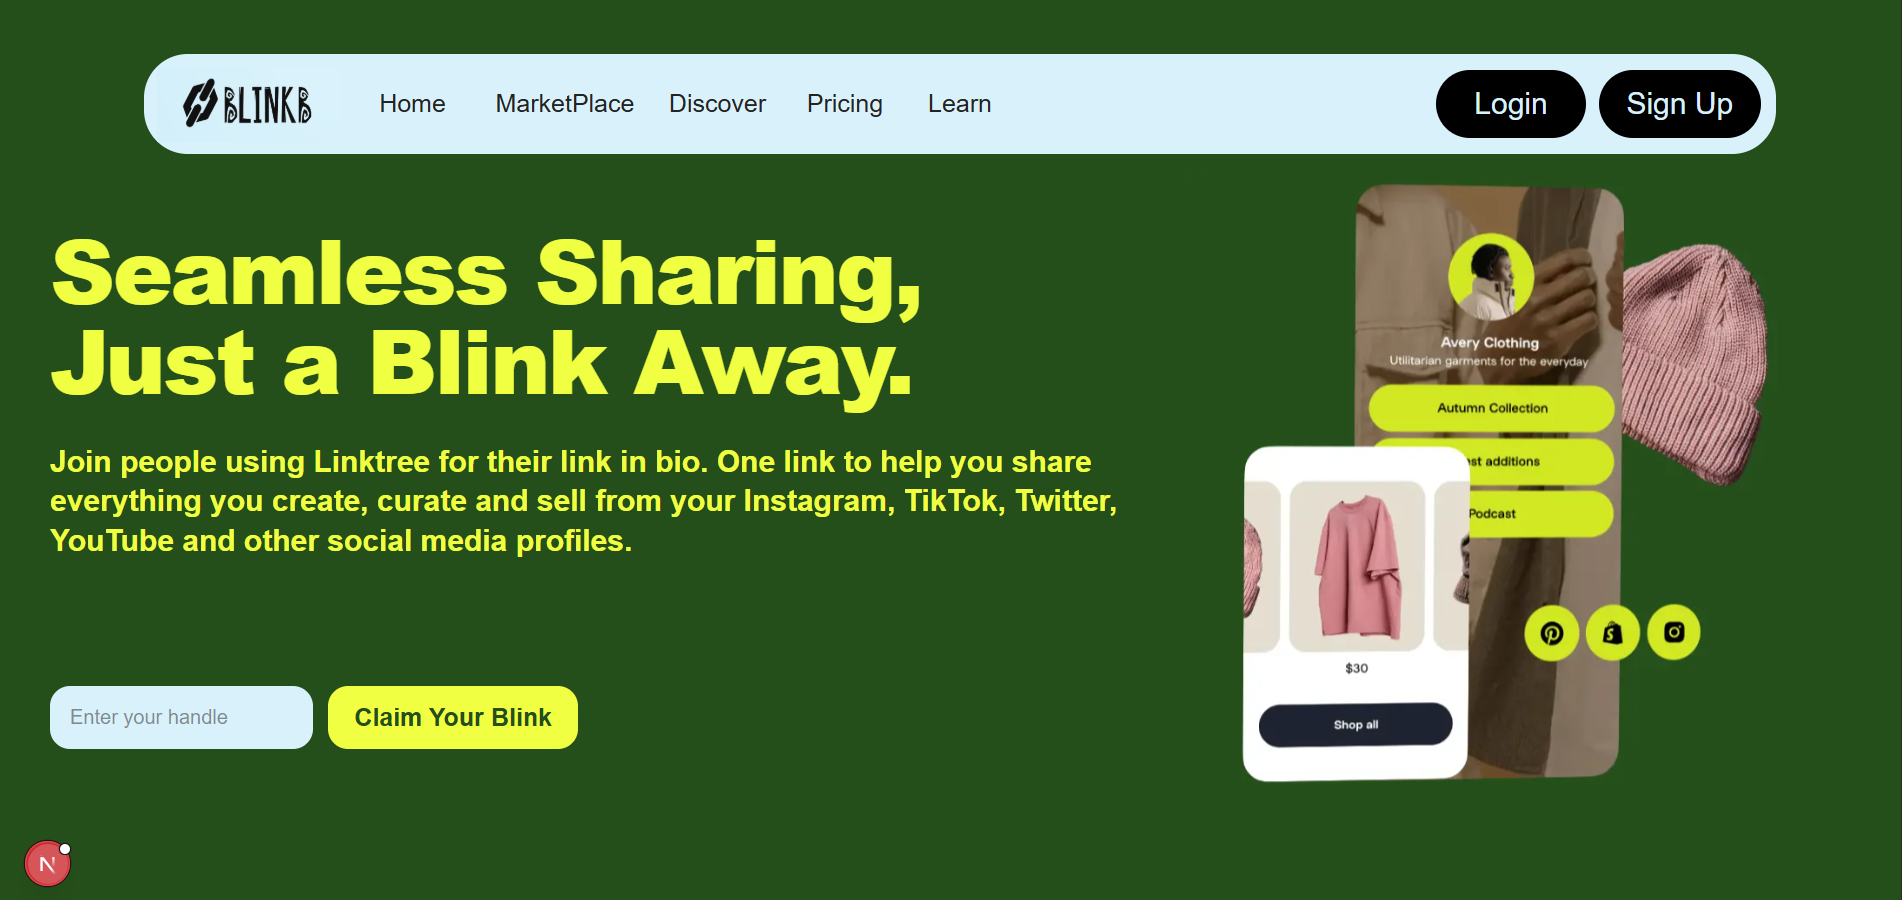 BLINKB
Home MarketPlace Discover Pricing Learn
Login Sign Up
Seamless Sharing,
Just a Blink Away.
Join people using Linktree for their link in bio. One link to help you share
everything you create, curate and sell from your Instagram, TikTok, Twitter,
YouTube and other social media profiles.
Enter your handle
Claim Your Blink
Avery Clothing
Utilitarian garments for the everyday
Autumn Collection
additions
Podcast
$30
Shop all
N